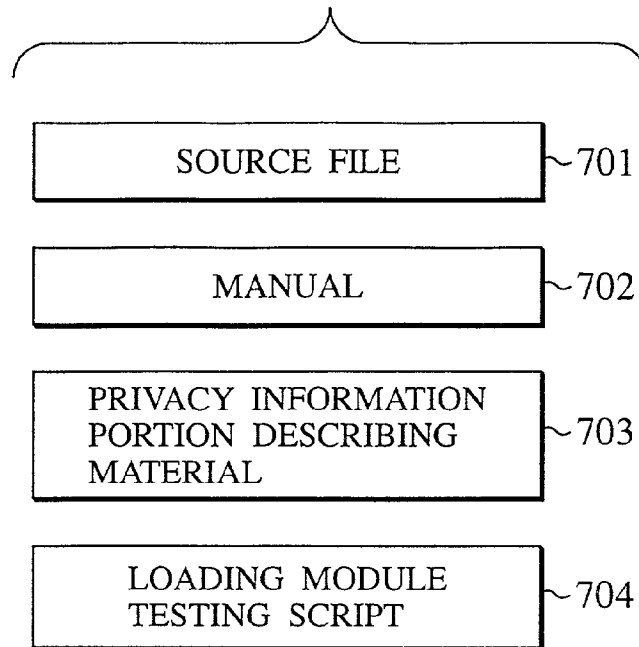 SOURCE FILE 701
MANUAL 702
PRIVACY INFORMATION
PORTION DESCRIBING
MATERIAL 703
LOADING MODULE
TESTING SCRIPT 704